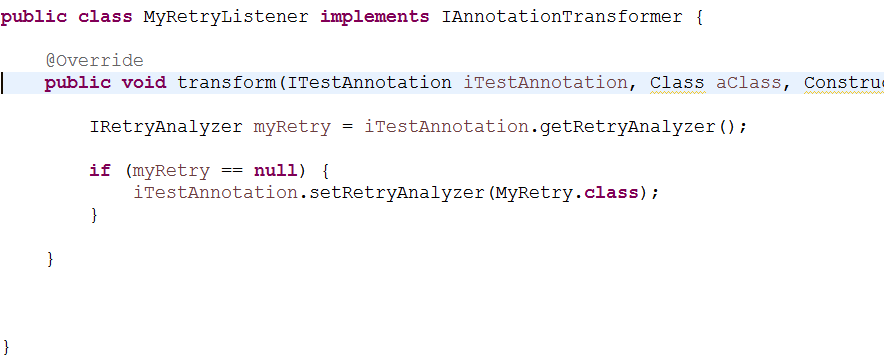 public class MyRetryListener implements IAnnotationTransformer {
@Override
public void transform(ITestAnnotation iTestAnnotation, Class aClass, Construc
IRetryAnalyzer myRetry = iTestAnnotation.getRetryAnalyzer();
if (myRetry == null) {
iTestAnnotation.setRetryAnalyzer(MyRetry.class);
}
}
}